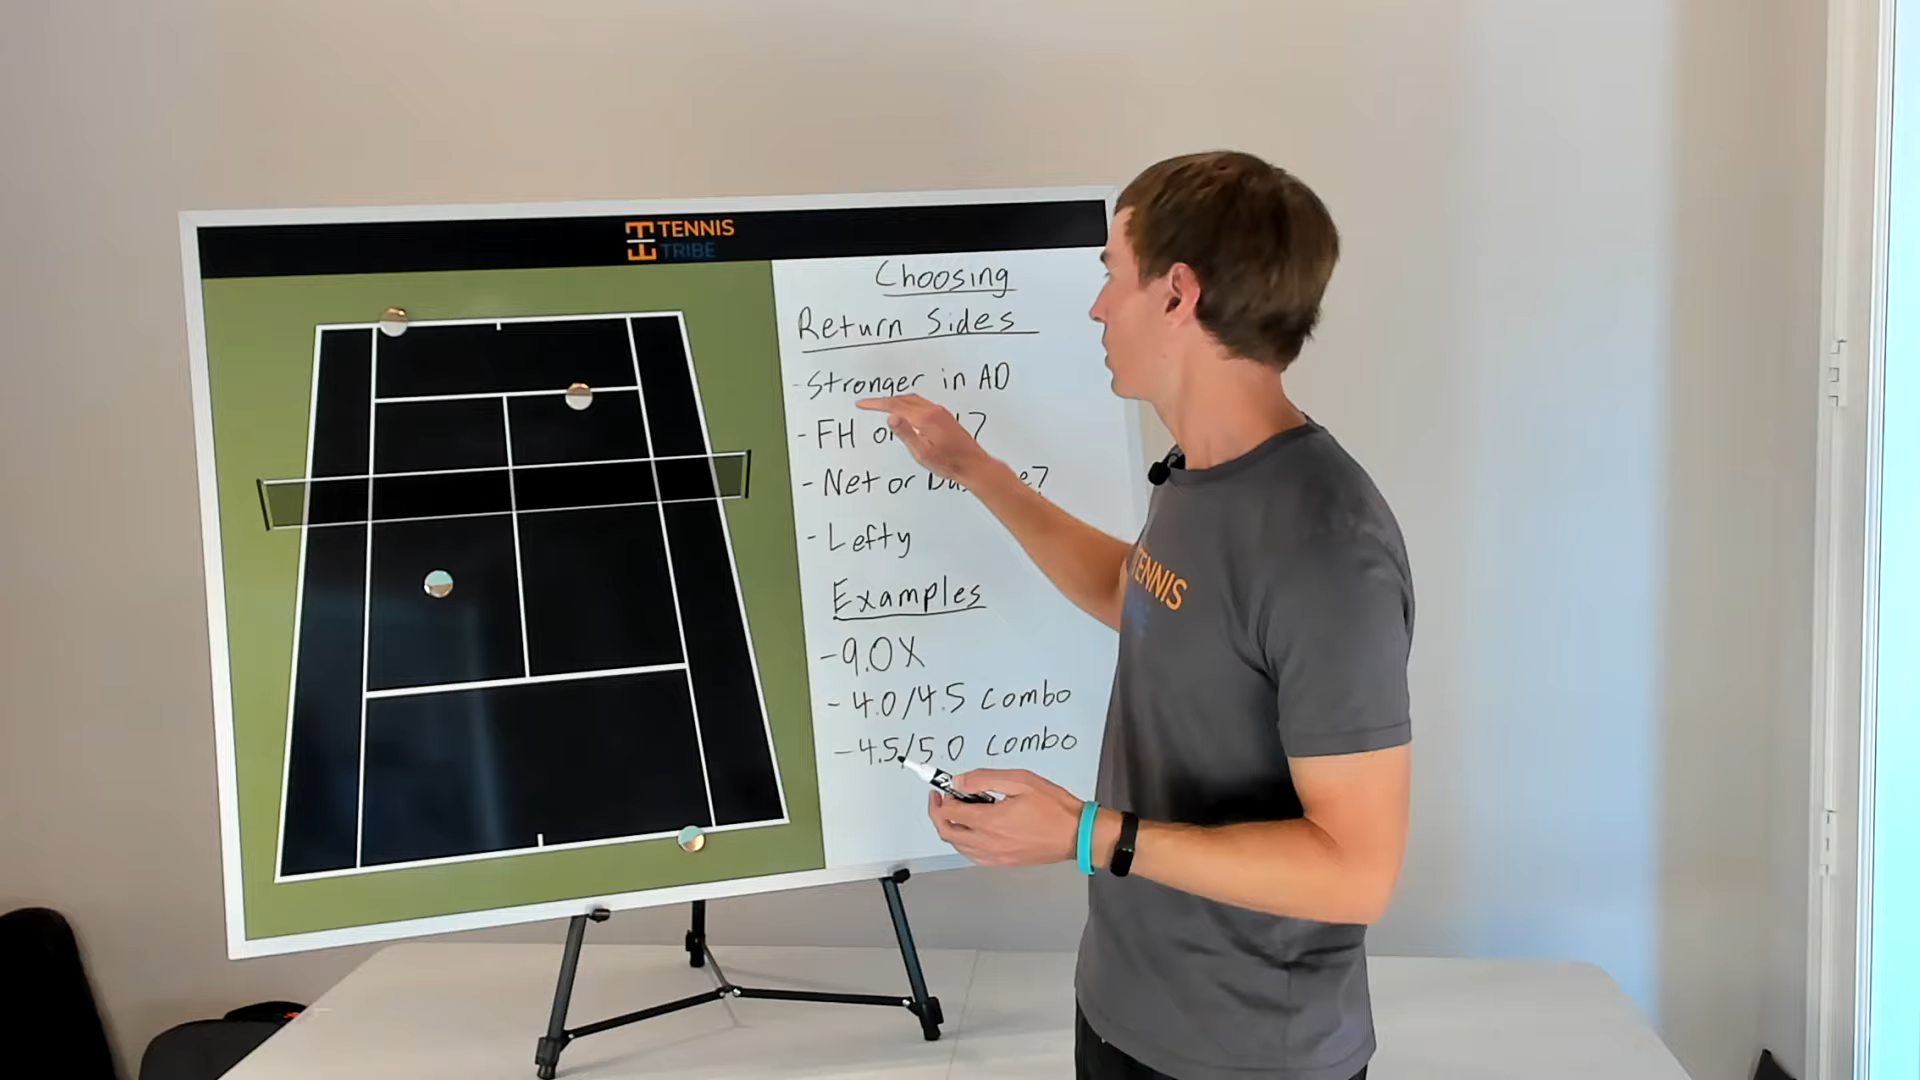 TENNIS
TRIBE
Choosing
Return Sides
- Stronger in AD
- FH or ?
- Net or
- Lefty
Examples
- 9.0X
- 4.0/4.5 Combo
- 4.5/5.0 Combo
TENNIS